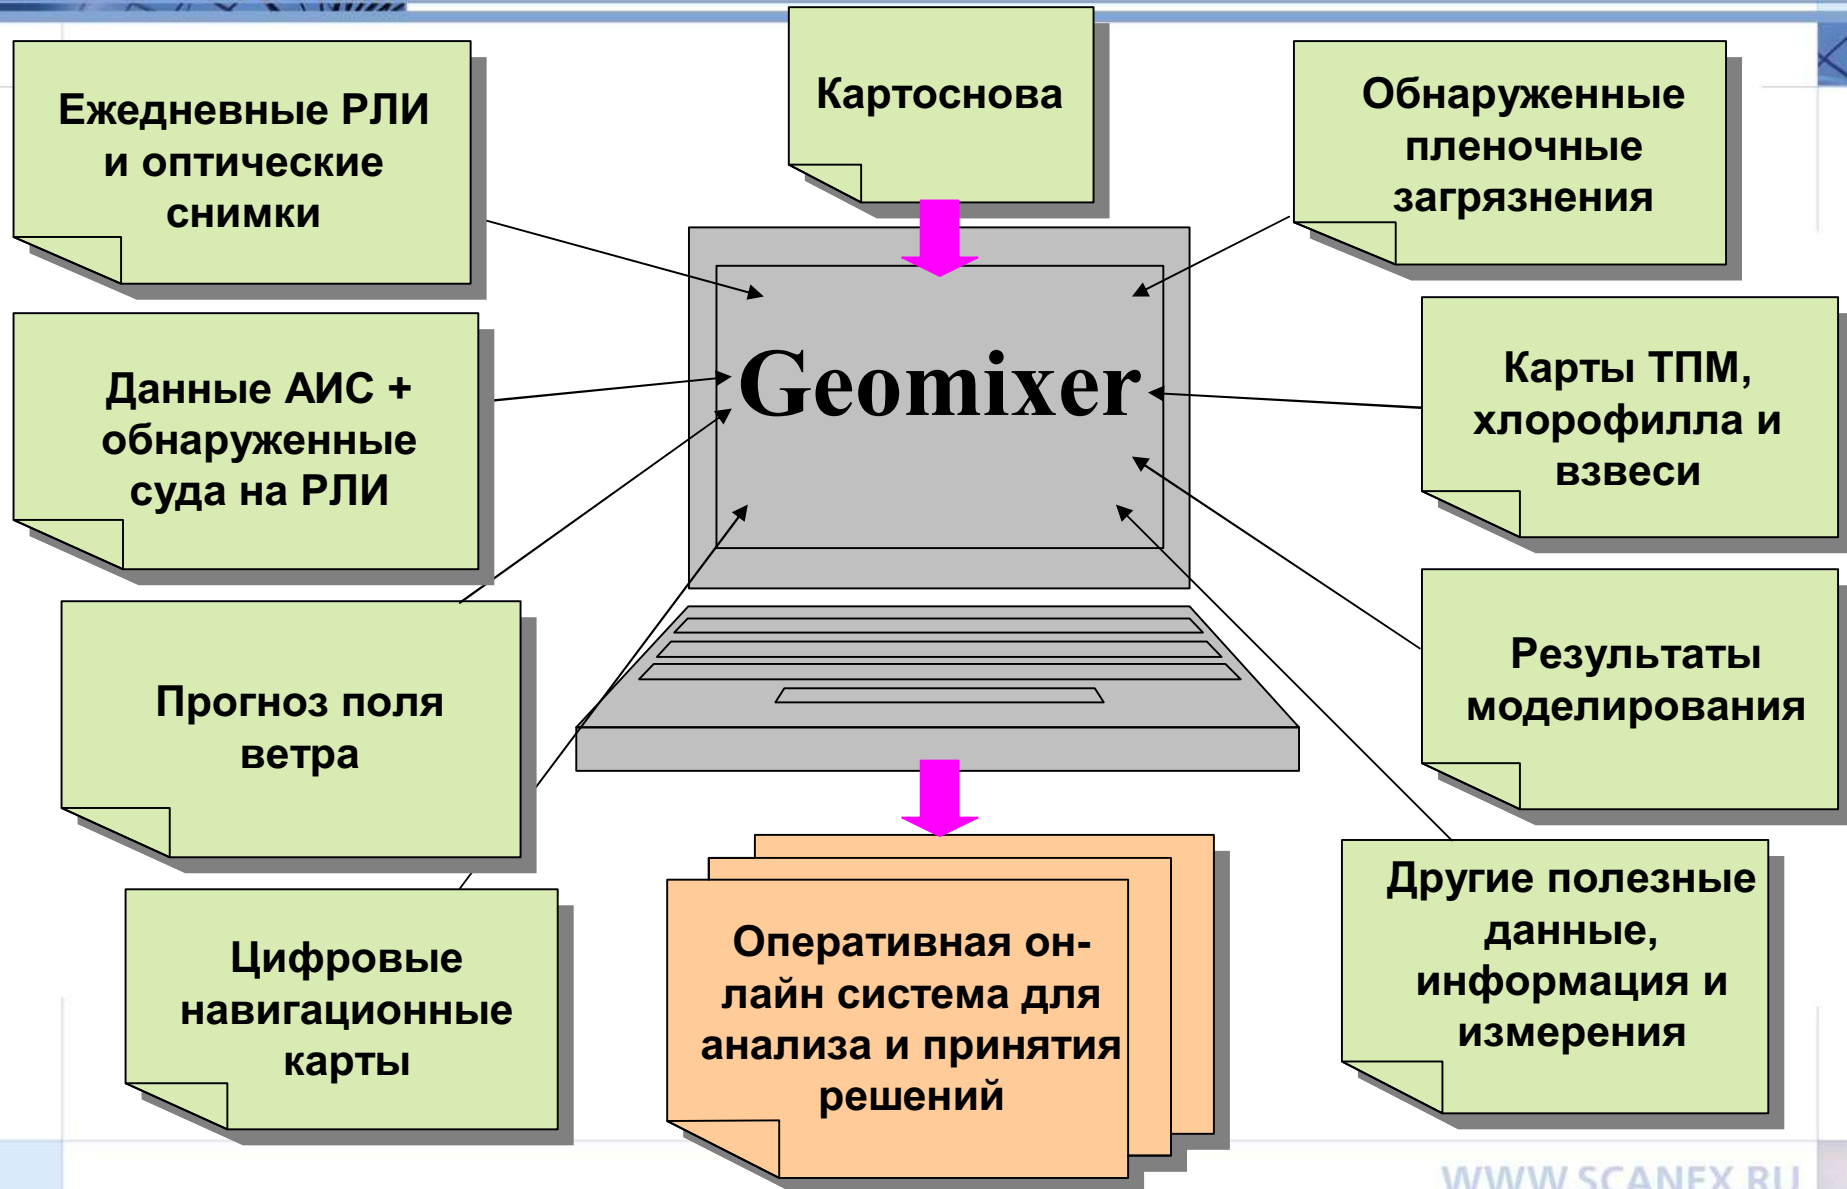 Ежедневные РЛИ
и оптические
снимки
Картоснова
Обнаруженные
пленочные
загрязнения
Данные АИС +
обнаруженные
суда на РЛИ
Geomixer
Карты ТПМ,
хлорофилла и
взвеси
Прогноз поля
ветра
Результаты
моделирования
Цифровые
навигационные
карты
Оперативная он-
лайн система для
анализа и принятия
решений
Другие полезные
данные,
информация и
измерения
WWW.SCANEX.RU